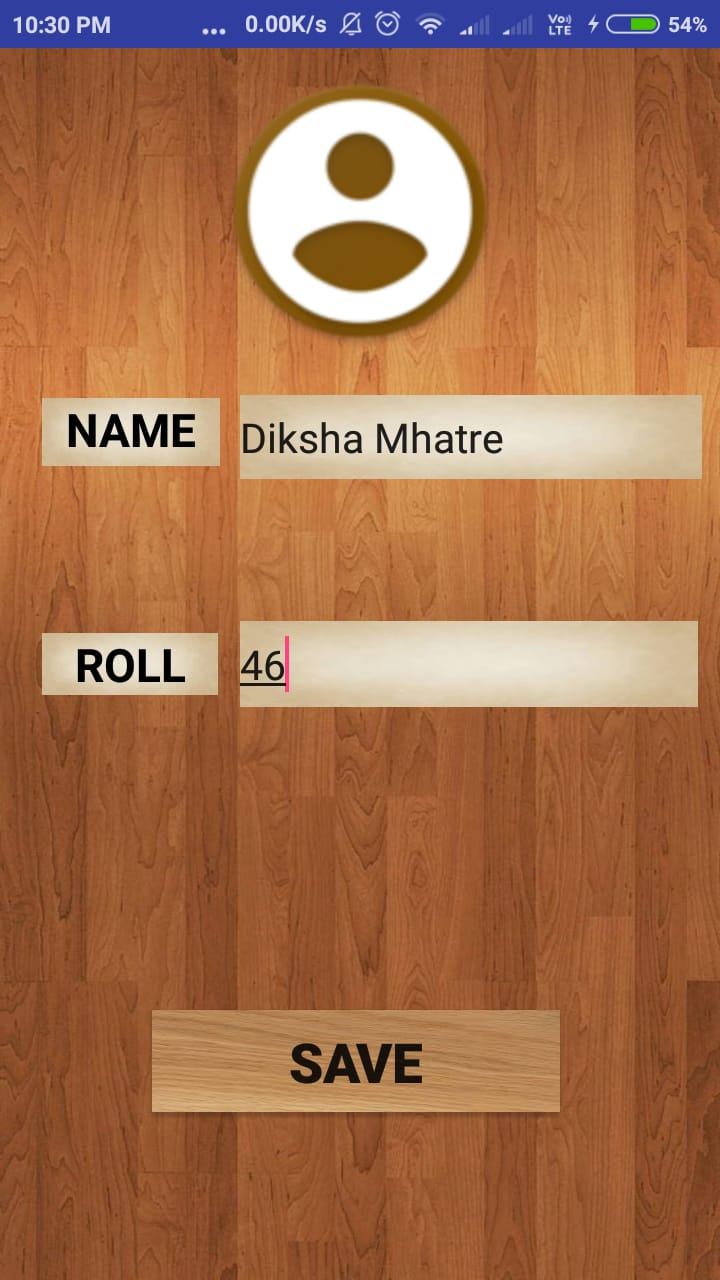 10:30 PM ... 0.00K/s Vo) LTE 54%
NAME Diksha Mhatre
ROLL 46
SAVE